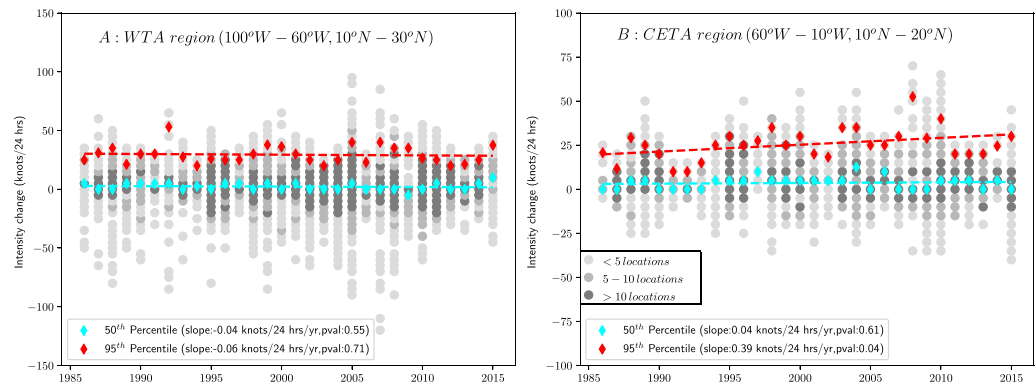 A : WTA region (100°W − 60°W, 10°N − 30°N)
Intensity change (knots/24 hrs)
150
100
50
0
−50
−100
−150
50th Percentile (slope:-0.04 knots/24 hrs/yr,pval:0.55)
95th Percentile (slope:-0.06 knots/24 hrs/yr,pval:0.71)
1985 1990 1995 2000 2005 2010 2015
B : CETA region (60°W − 10°W, 10°N − 20°N)
Intensity change (knots/24 hrs)
100
75
50
25
0
−25
−50
−75
−100
< 5 locations
5 − 10 locations
> 10 locations
50th Percentile (slope:0.04 knots/24 hrs/yr,pval:0.61)
95th Percentile (slope:0.39 knots/24 hrs/yr,pval:0.04)
1985 1990 1995 2000 2005 2010 2015